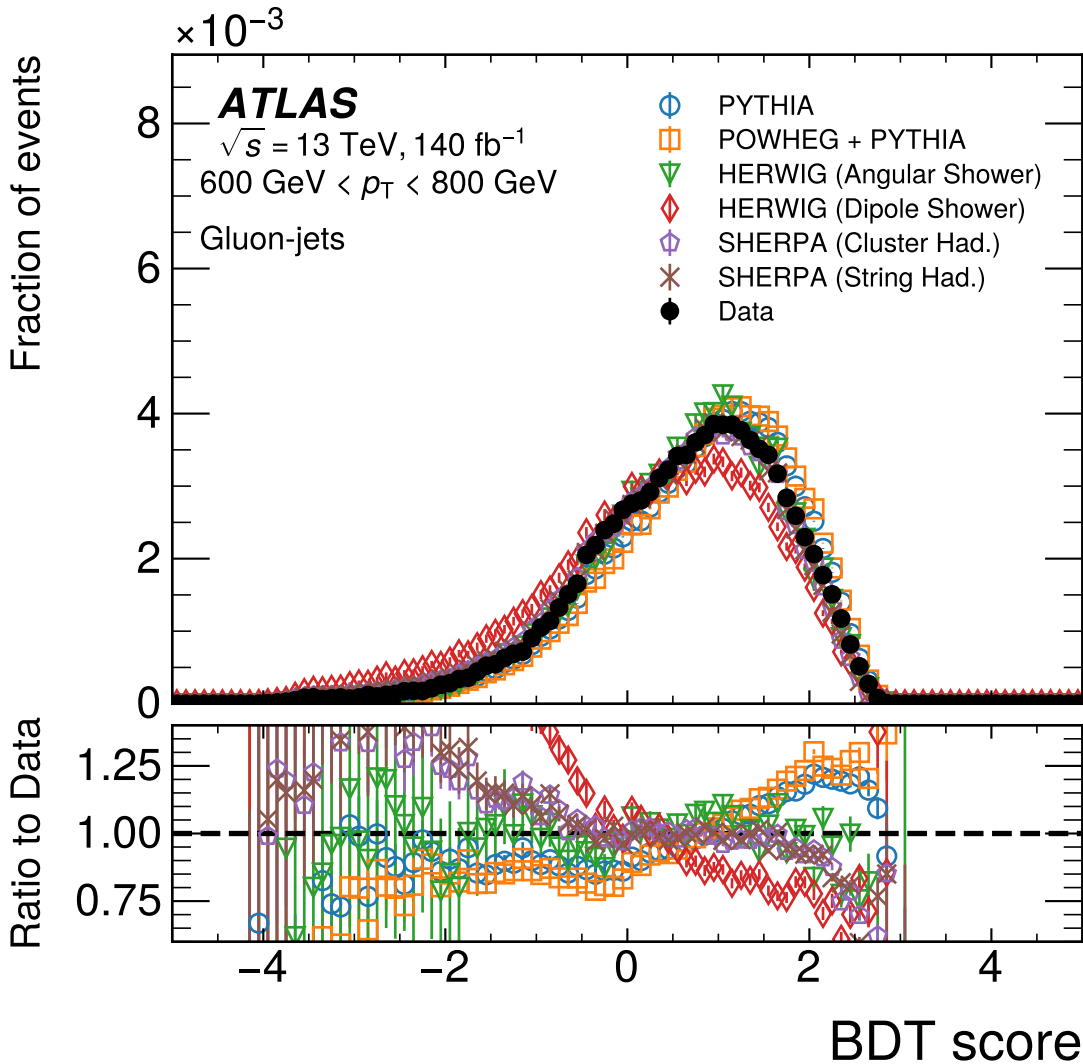 ×10⁻³
Fraction of events
8
6
4
2
0
ATLAS
√s = 13 TeV, 140 fb⁻¹
600 GeV < pT < 800 GeV
Gluon-jets
PYTHIA
POWHEG + PYTHIA
HERWIG (Angular Shower)
HERWIG (Dipole Shower)
SHERPA (Cluster Had.)
SHERPA (String Had.)
Data
Ratio to Data
1.25
1.00
0.75
−4 −2 0 2 4
BDT score